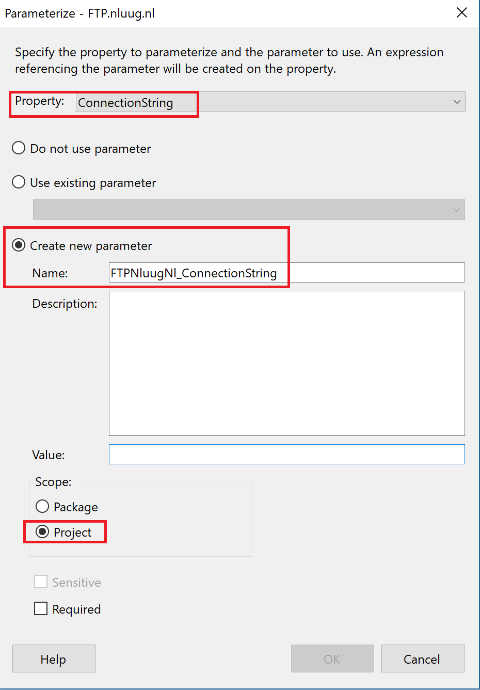 Parameterize - FTP.nluug.nl
Specify the property to parameterize and the parameter to use. An expression
referencing the parameter will be created on the property.
Property: ConnectionString
Do not use parameter
Use existing parameter
Create new parameter
Name: FTPNluugNl_ConnectionString
Description:
Value:
Scope:
Package
Project
Sensitive
Required
Help OK Cancel